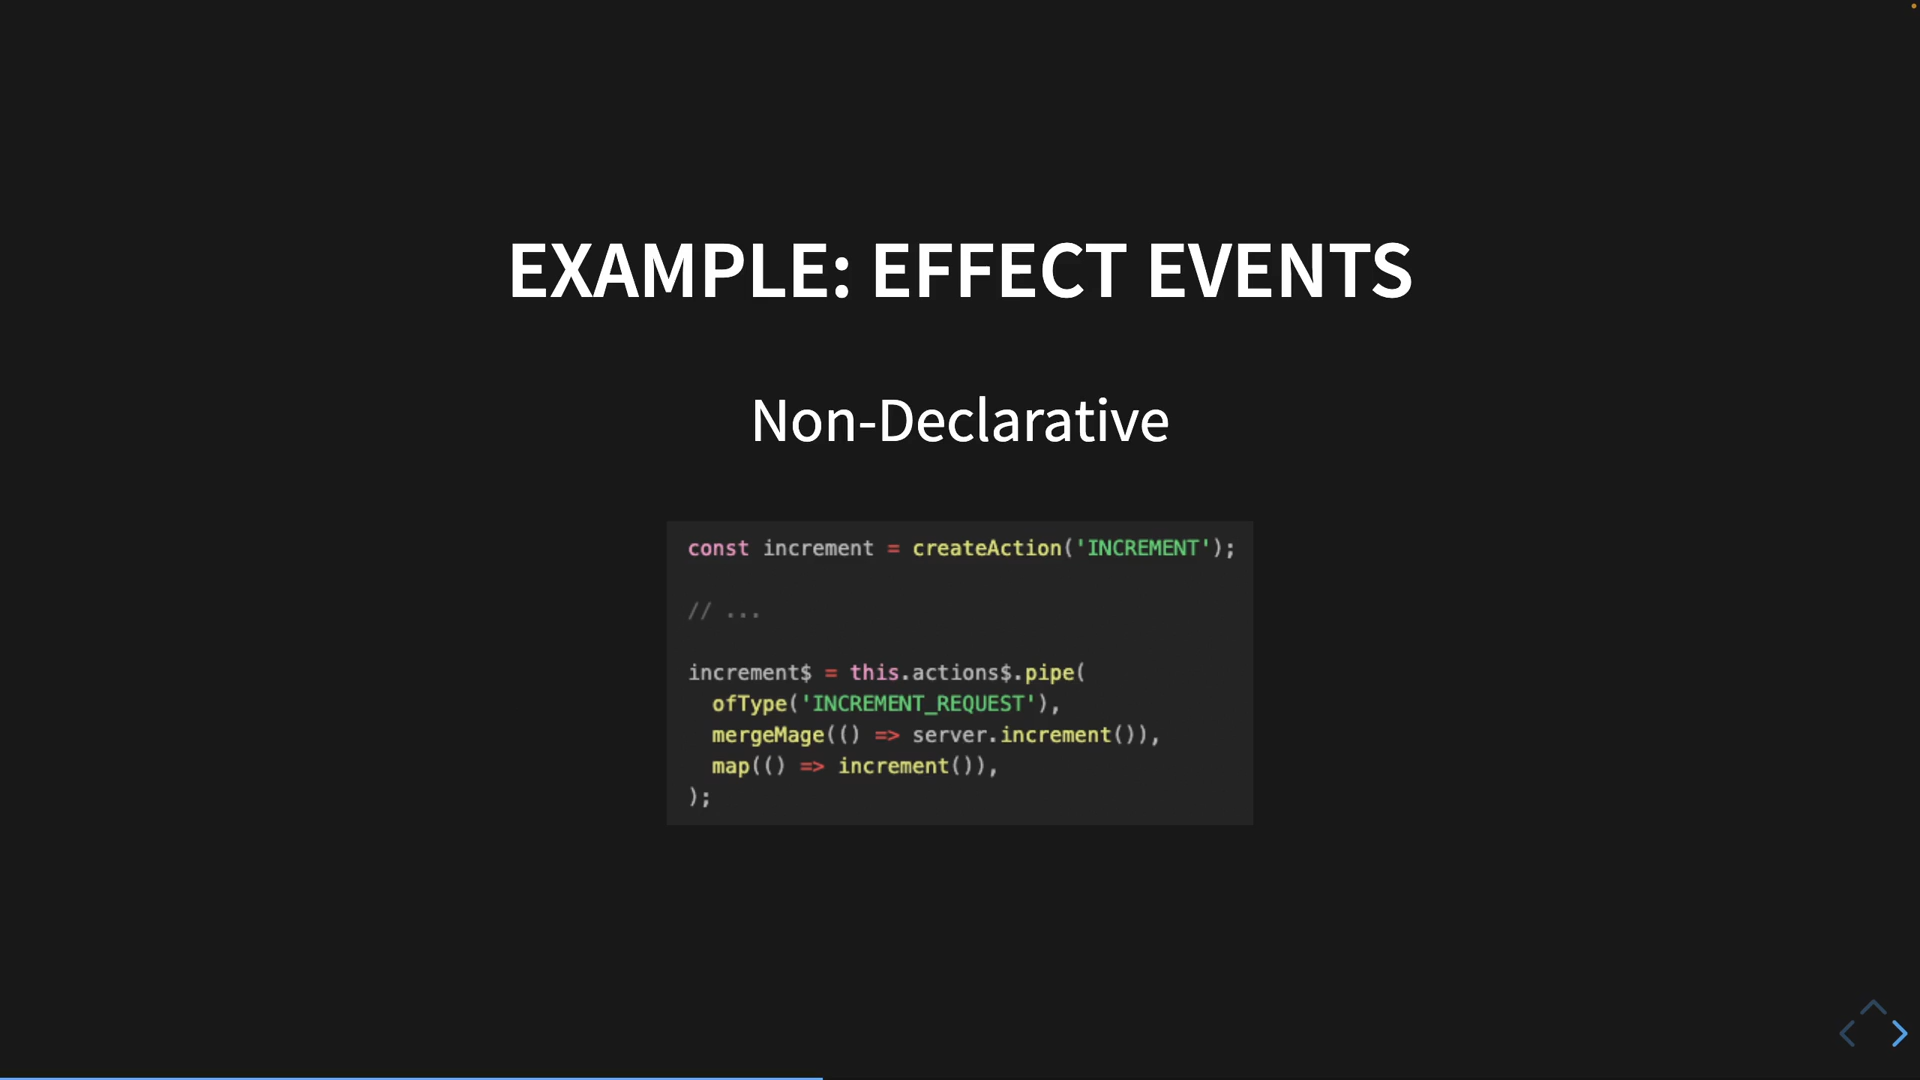 EXAMPLE: EFFECT EVENTS
Non-Declarative
const increment = createAction('INCREMENT');
// ...
increment$ = this.actions$.pipe(
  ofType('INCREMENT_REQUEST'),
  mergeMage(() => server.increment()),
  map(() => increment()),
);